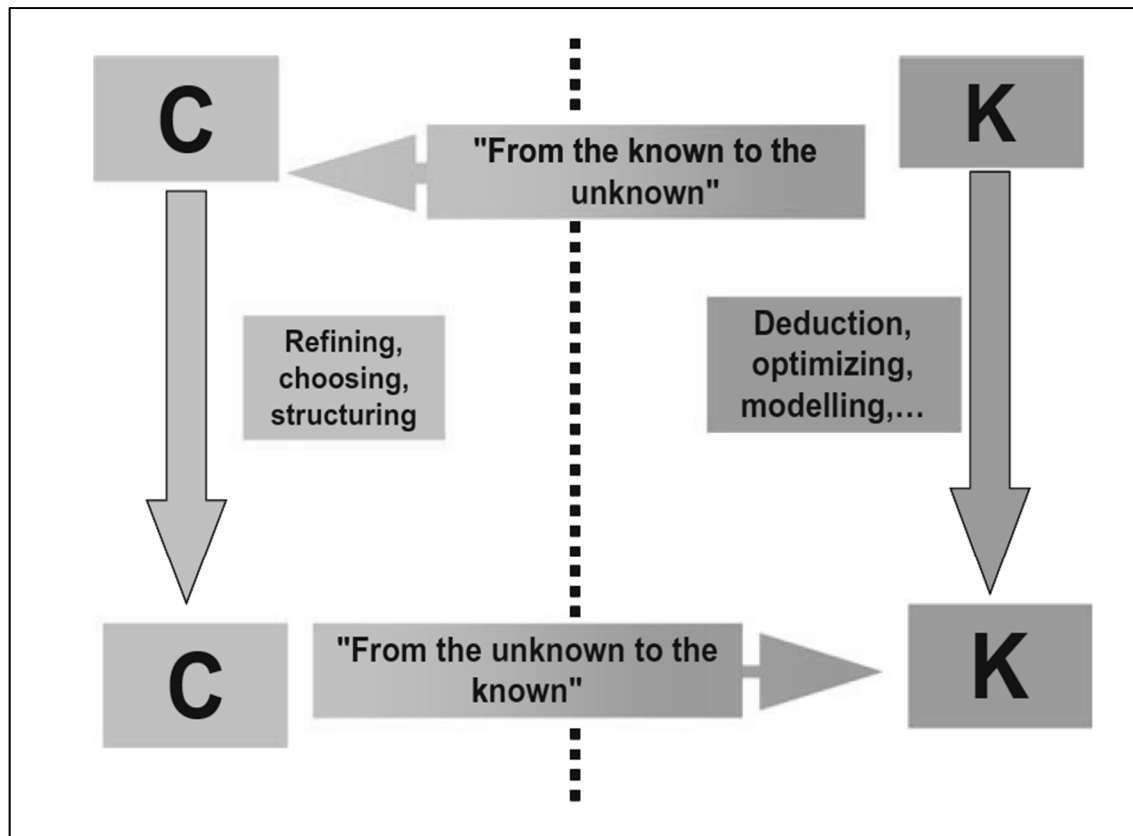 C
K
"From the known to the
unknown"
Refining,
choosing,
structuring
Deduction,
optimizing,
modelling,...
C
"From the unknown to the
known"
K